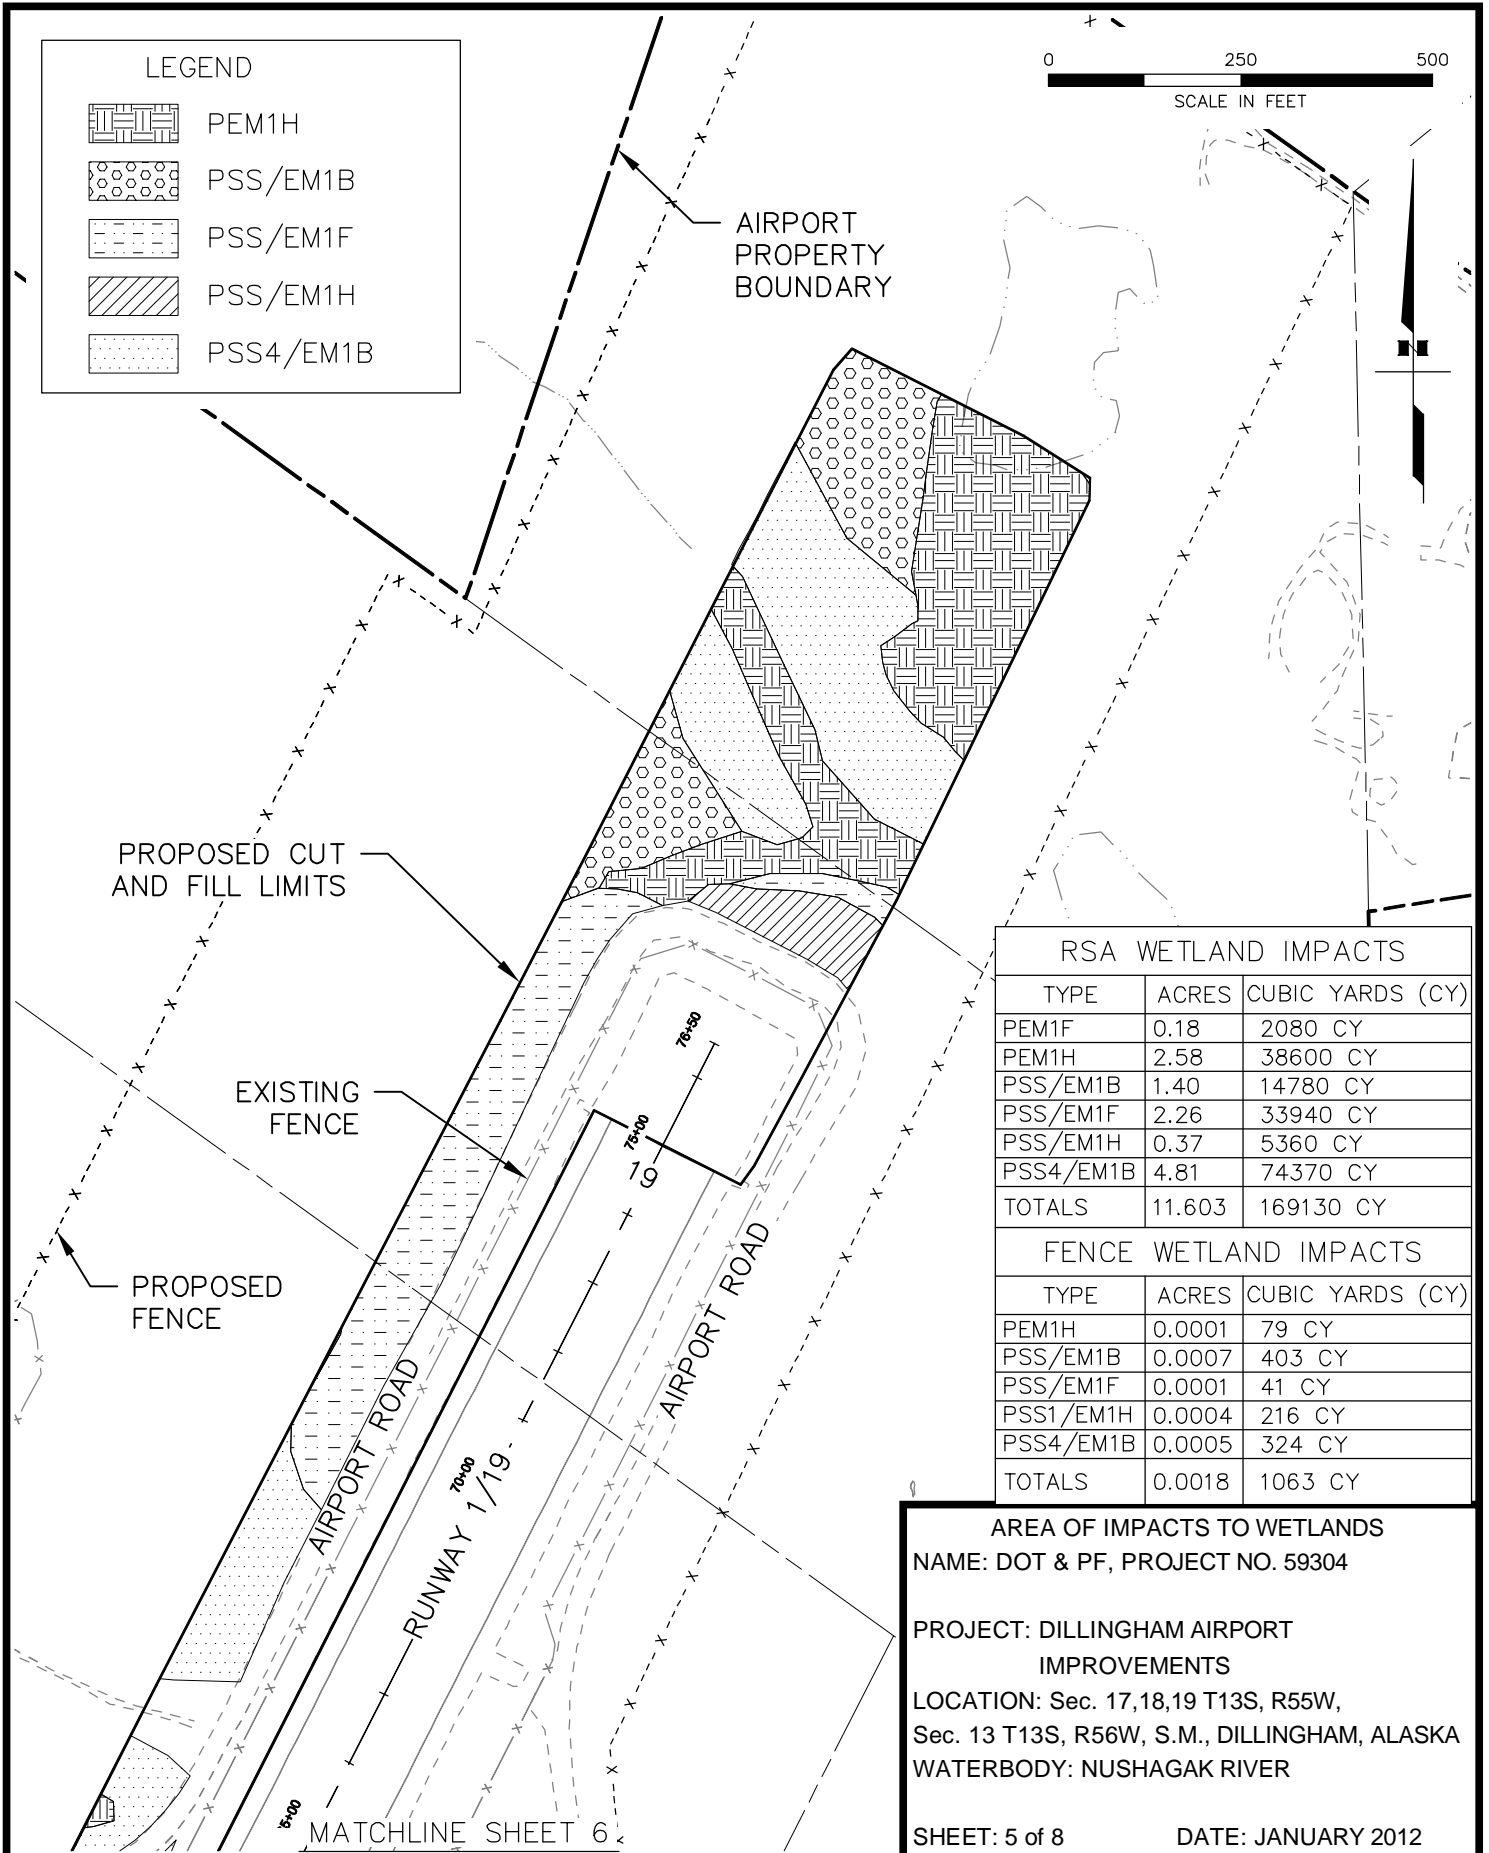 LEGEND
PEM1H
PSS/EM1B
PSS/EM1F
PSS/EM1H
PSS4/EM1B
0 250 500
SCALE IN FEET
AIRPORT
PROPERTY
BOUNDARY
PROPOSED CUT
AND FILL LIMITS
EXISTING
FENCE
PROPOSED
FENCE
76+50
75+00
19
70+00
RUNWAY 1/19
AIRPORT ROAD
AIRPORT ROAD
5+00
MATCHLINE SHEET 6
RSA WETLAND IMPACTS
TYPE ACRES CUBIC YARDS (CY)
PEM1F 0.18 2080 CY
PEM1H 2.58 38600 CY
PSS/EM1B 1.40 14780 CY
PSS/EM1F 2.26 33940 CY
PSS/EM1H 0.37 5360 CY
PSS4/EM1B 4.81 74370 CY
TOTALS 11.603 169130 CY
FENCE WETLAND IMPACTS
TYPE ACRES CUBIC YARDS (CY)
PEM1H 0.0001 79 CY
PSS/EM1B 0.0007 403 CY
PSS/EM1F 0.0001 41 CY
PSS1/EM1H 0.0004 216 CY
PSS4/EM1B 0.0005 324 CY
TOTALS 0.0018 1063 CY
AREA OF IMPACTS TO WETLANDS
NAME: DOT & PF, PROJECT NO. 59304
PROJECT: DILLINGHAM AIRPORT
IMPROVEMENTS
LOCATION: Sec. 17,18,19 T13S, R55W,
Sec. 13 T13S, R56W, S.M., DILLINGHAM, ALASKA
WATERBODY: NUSHAGAK RIVER
SHEET: 5 of 8 DATE: JANUARY 2012